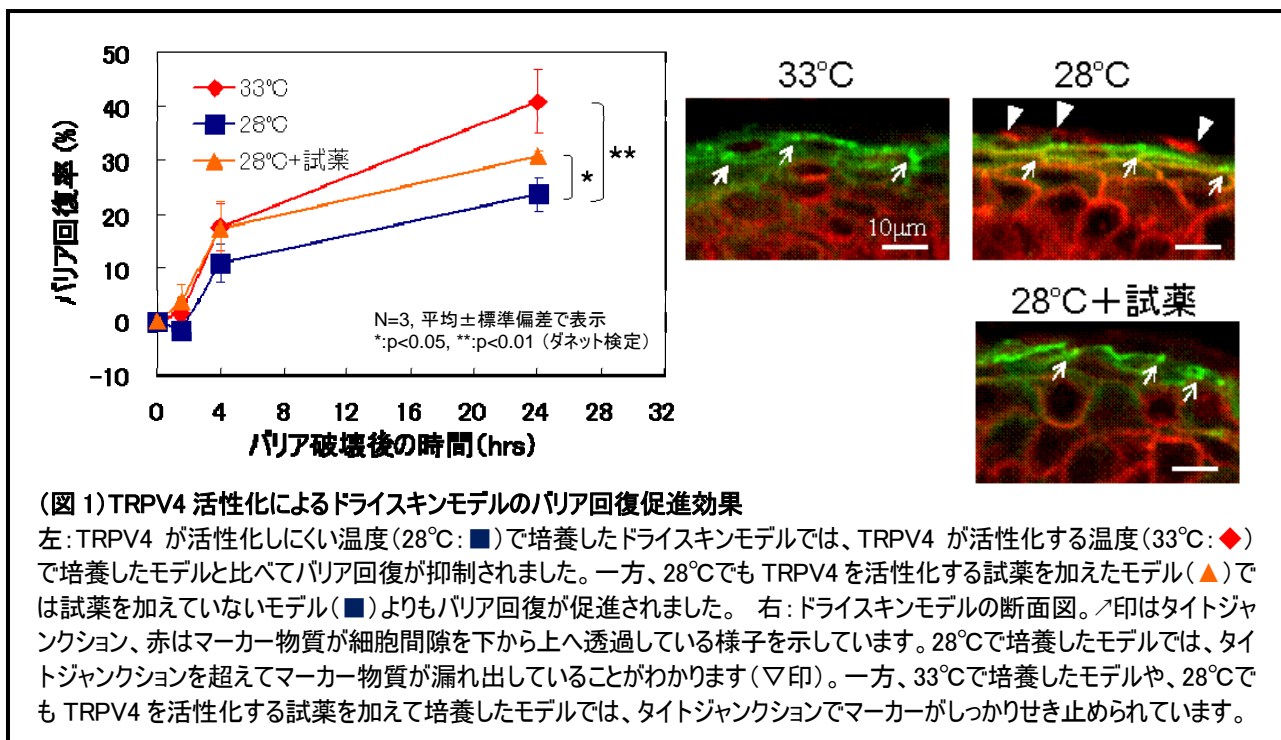 50
40
30
20
10
0
-10
バリア回復率(%)
33℃
28℃
28℃+試薬
**
*
N=3, 平均±標準偏差で表示
*:p<0.05, **:p<0.01 (ダネット検定)
0 4 8 12 16 20 24 28 32
バリア破壊後の時間(hrs)
33℃
28℃
10μm
28℃+試薬
(図1)TRPV4 活性化によるドライスキンモデルのバリア回復促進効果
左:TRPV4 が活性化しにくい温度(28℃:■)で培養したドライスキンモデルでは、TRPV4 が活性化する温度(33℃:◆)
で培養したモデルと比べてバリア回復が抑制されました。一方、28℃でも TRPV4 を活性化する試薬を加えたモデル(▲)で
は試薬を加えていないモデル(■)よりもバリア回復が促進されました。 右:ドライスキンモデルの断面図。↗印はタイトジャ
ンクション、赤はマーカー物質が細胞間隙を下から上へ透過している様子を示しています。28℃で培養したモデルでは、タイ
トジャンクションを超えてマーカー物質が漏れ出していることがわかります(▽印)。一方、33℃で培養したモデルや、28℃で
も TRPV4 を活性化する試薬を加えて培養したモデルでは、タイトジャンクションでマーカーがしっかりせき止められています。